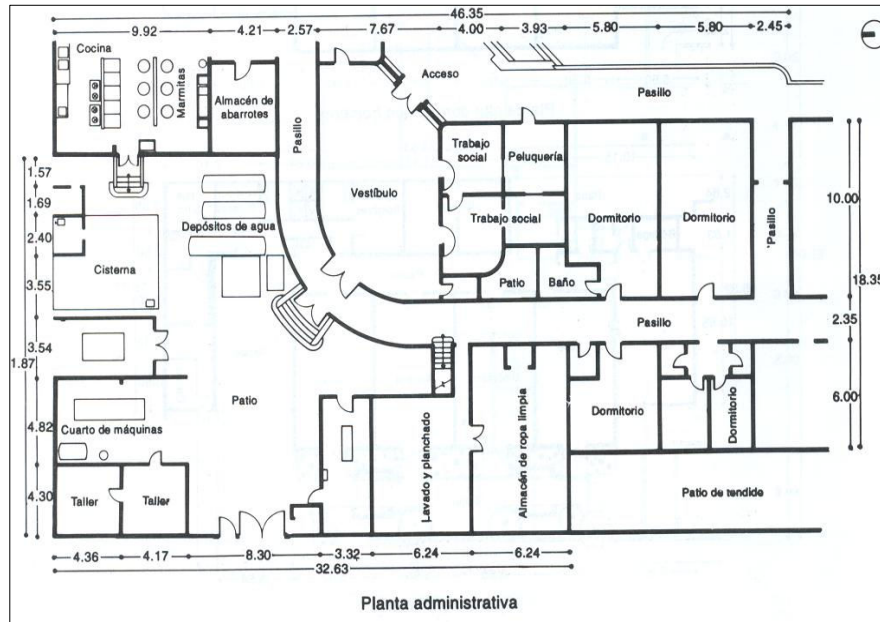 46.35
9.92
4.21
2.57
7.67
4.00
3.93
5.80
5.80
2.45
Cocina
Marmitas
Almacén de
abarrotes
Pasillo
Acceso
Pasillo
Vestíbulo
Trabajo
social
Peluquería
Trabajo social
Dormitorio
Dormitorio
Pasillo
Patio
Baño
10.00
18.35
2.35
6.00
1.57
1.69
2.40
3.55
3.54
1.87
4.82
4.30
Depósitos de agua
Cisterna
Pasillo
Patio
Cuarto de máquinas
Taller
Taller
Lavado y planchado
Almacén de ropa limpia
Dormitorio
Dormitorio
Patio de tendide
4.36
4.17
8.30
3.32
6.24
6.24
32.63
Planta administrativa